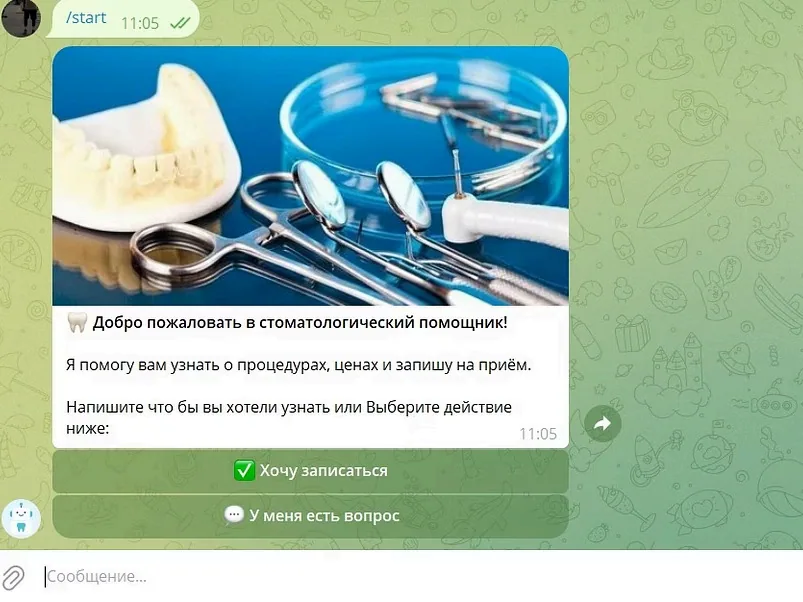 /start 11:05
🦷 Добро пожаловать в стоматологический помощник!
Я помогу вам узнать о процедурах, ценах и запишу на приём.
Напишите что бы вы хотели узнать или Выберите действие
ниже:
11:05
✅ Хочу записаться
💬 У меня есть вопрос
Сообщение...